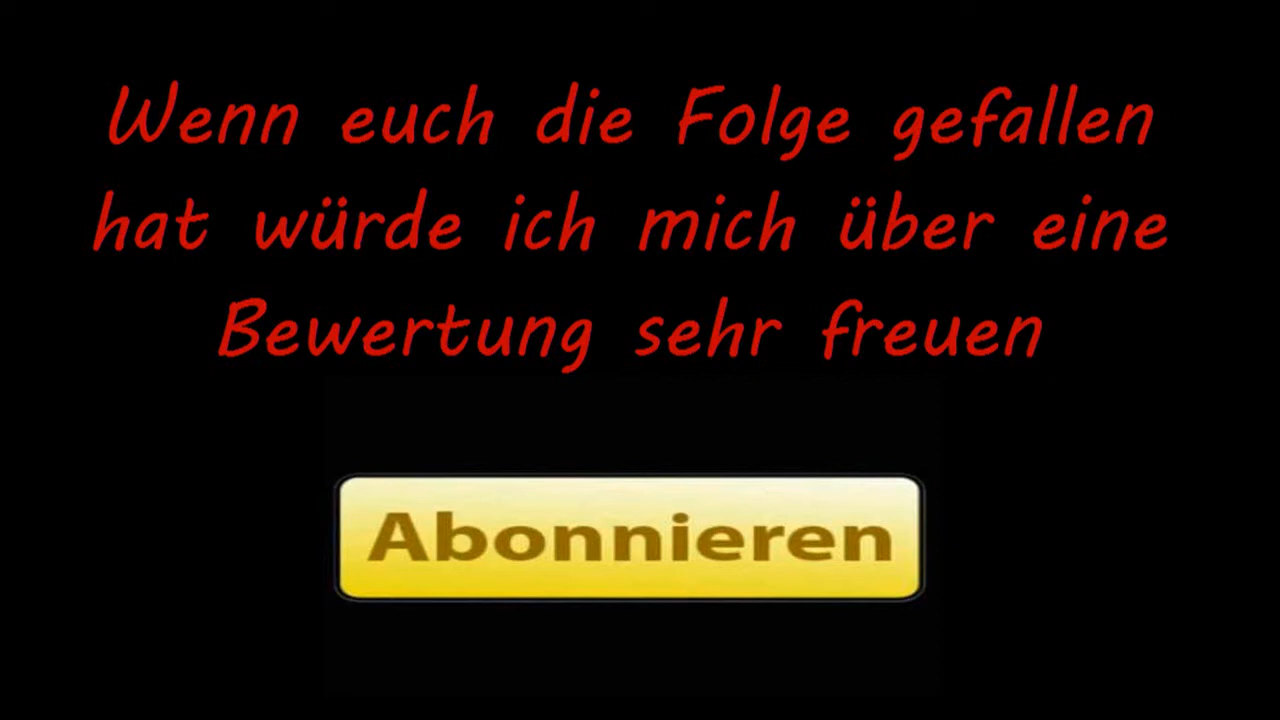 Wenn euch die Folge gefallen
hat würde ich mich über eine
Bewertung sehr freuen
Abonnieren